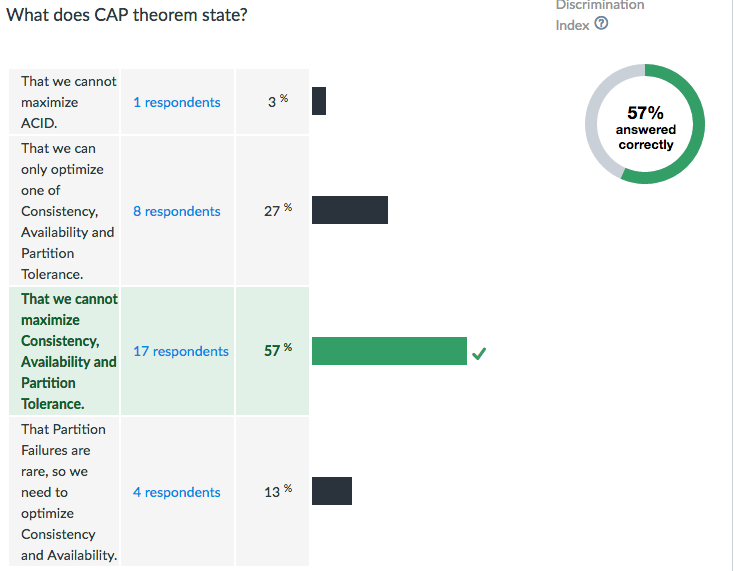 What does CAP theorem state?
Discrimination
Index ?
That we cannot
maximize
ACID.
1 respondents
3 %
That we can
only optimize
one of
Consistency,
Availability and
Partition
Tolerance.
8 respondents
27 %
That we cannot
maximize
Consistency,
Availability and
Partition
Tolerance.
17 respondents
57 %
That Partition
Failures are
rare, so we
need to
optimize
Consistency
and Availability.
4 respondents
13 %
57%
answered
correctly